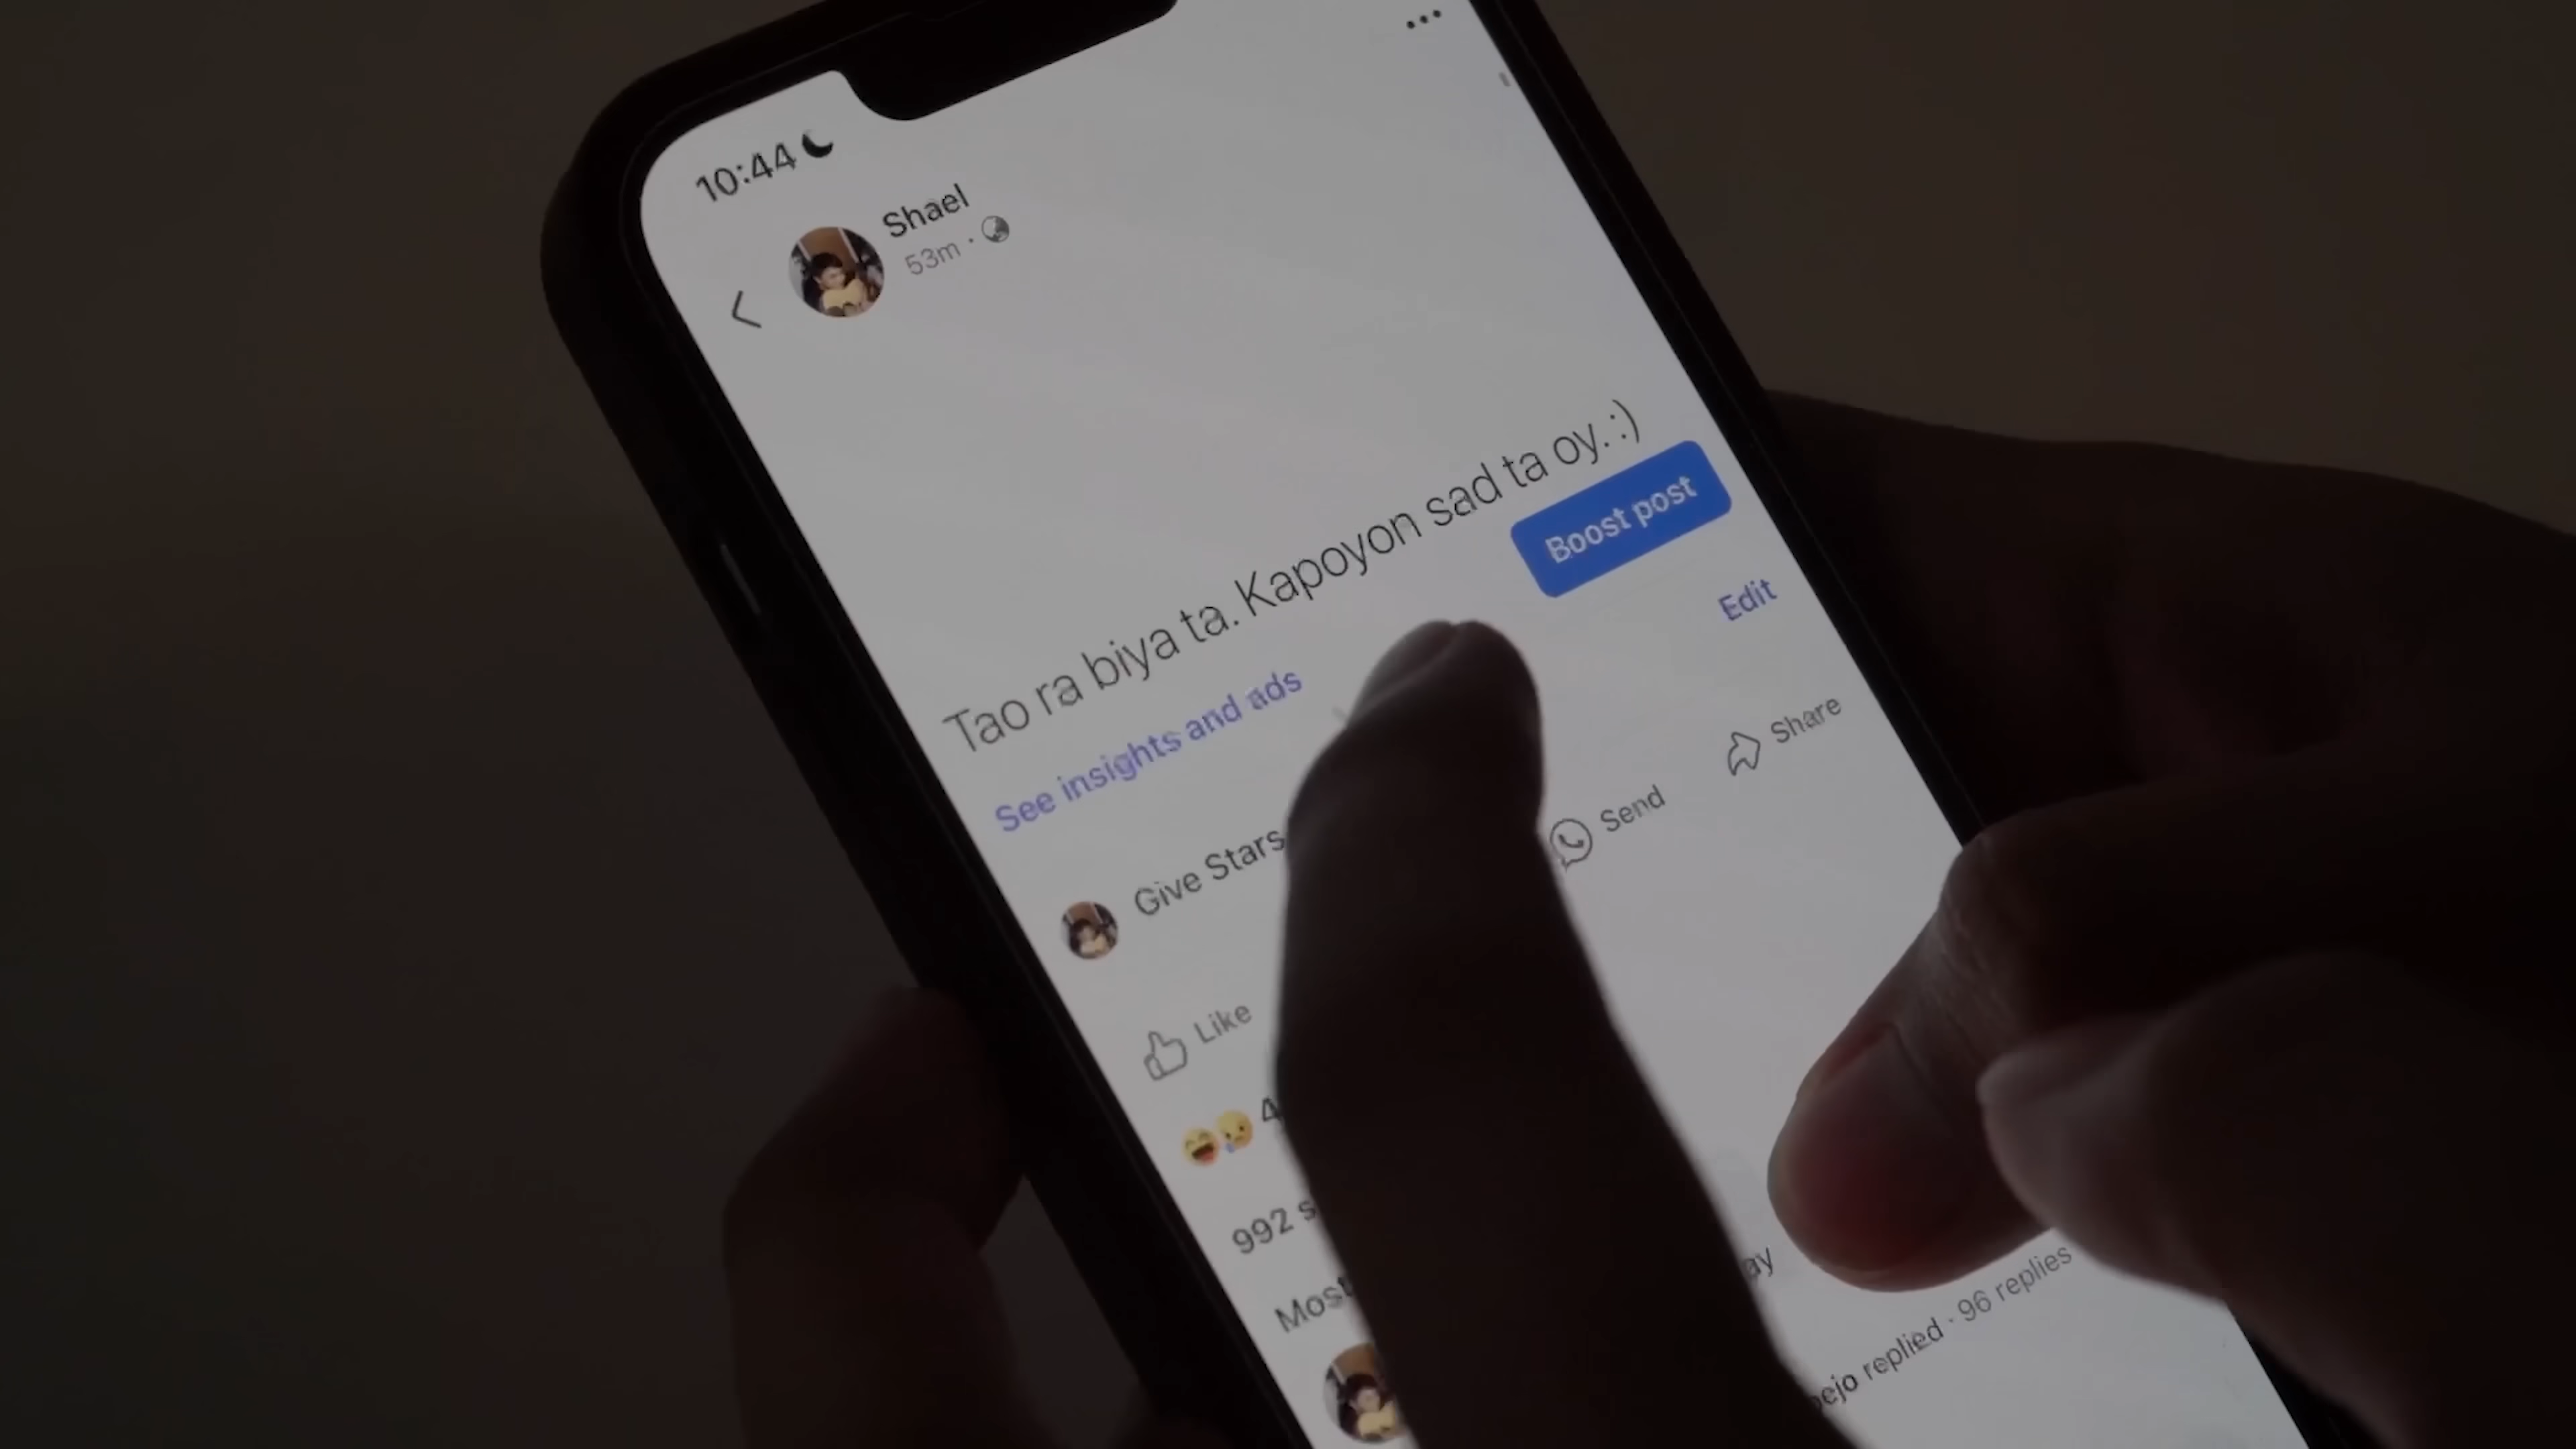 10:44
Shael
53m ·
Tao ra biya ta. Kapoyon sad ta oy. :)
Boost post
See insights and ads
Edit
Give Stars
Like
Send
Share
992
Most
replied · 96 replies